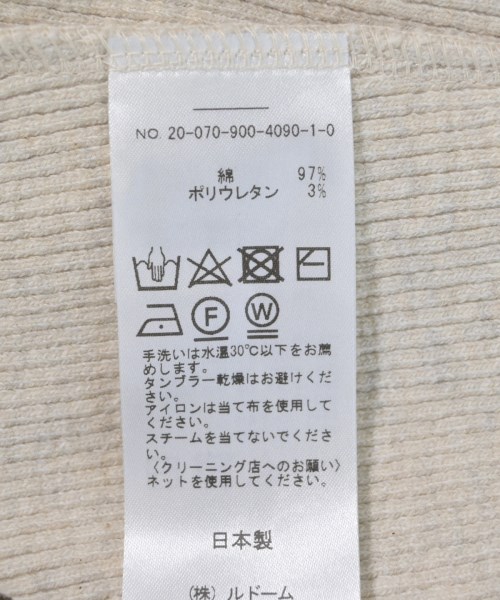 NO. 20-070-900-4090-1-0
綿 97%
ポリウレタン 3%
F W
手洗いは水温30℃以下をお薦
めします。
タンブラー乾燥はお避けくだ
さい。
アイロンは当て布を使用して
ください。
スチームを当てないでくださ
い。
〈クリーニング店へのお願い〉
ネットを使用してください。
日本製
(株) ルドーム